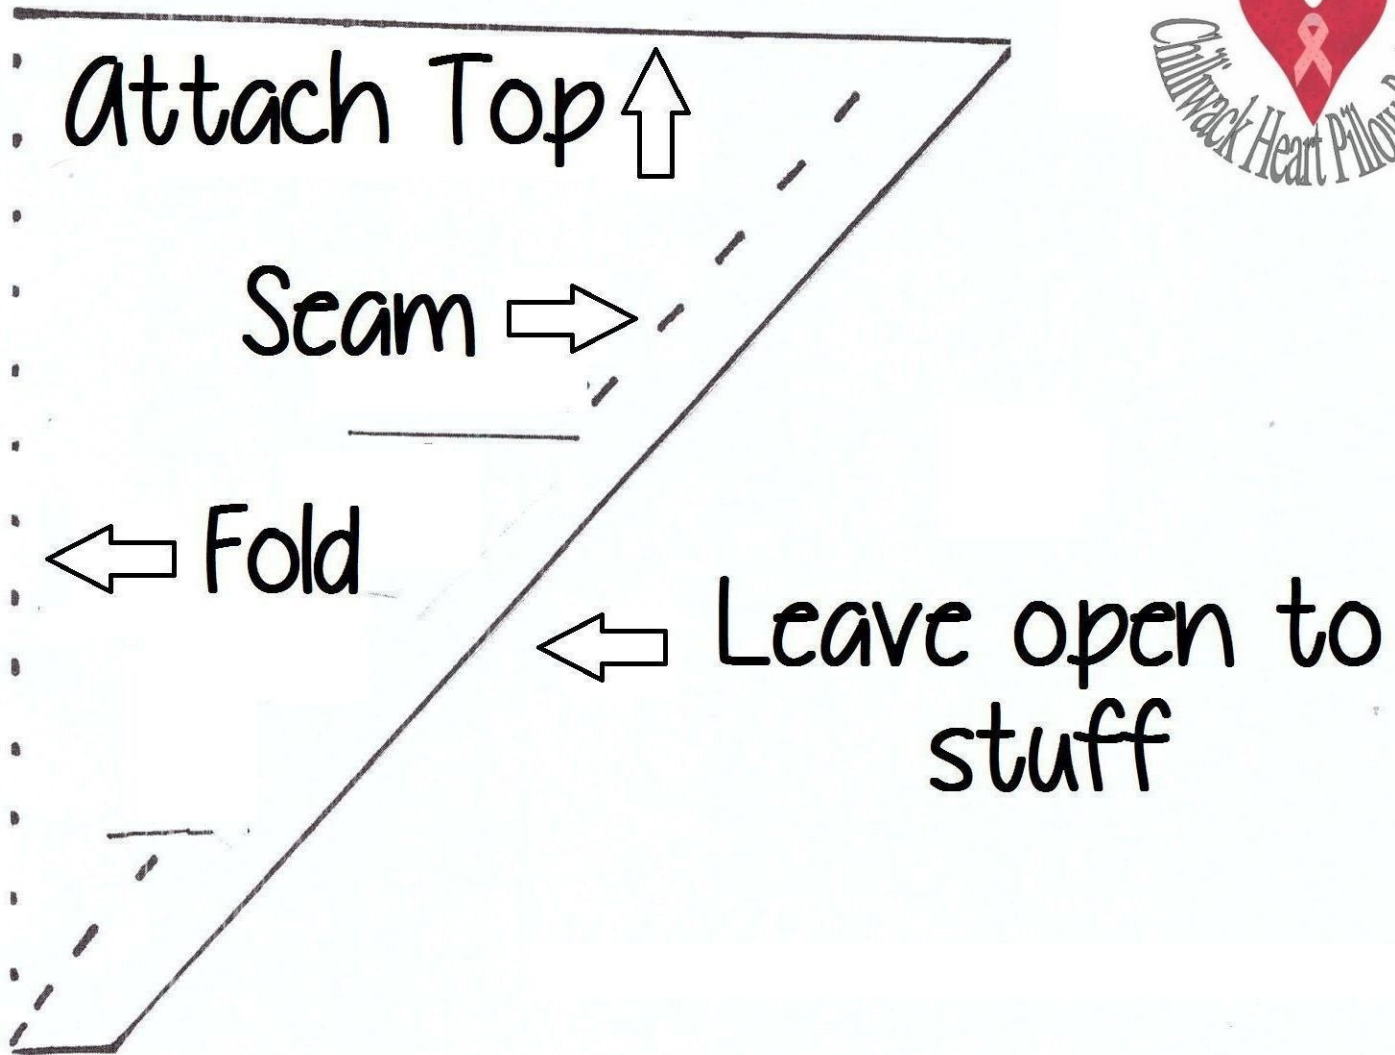 attach Top
Chilliwack Heart Pillow
Seam
Fold
Leave open to
stuff